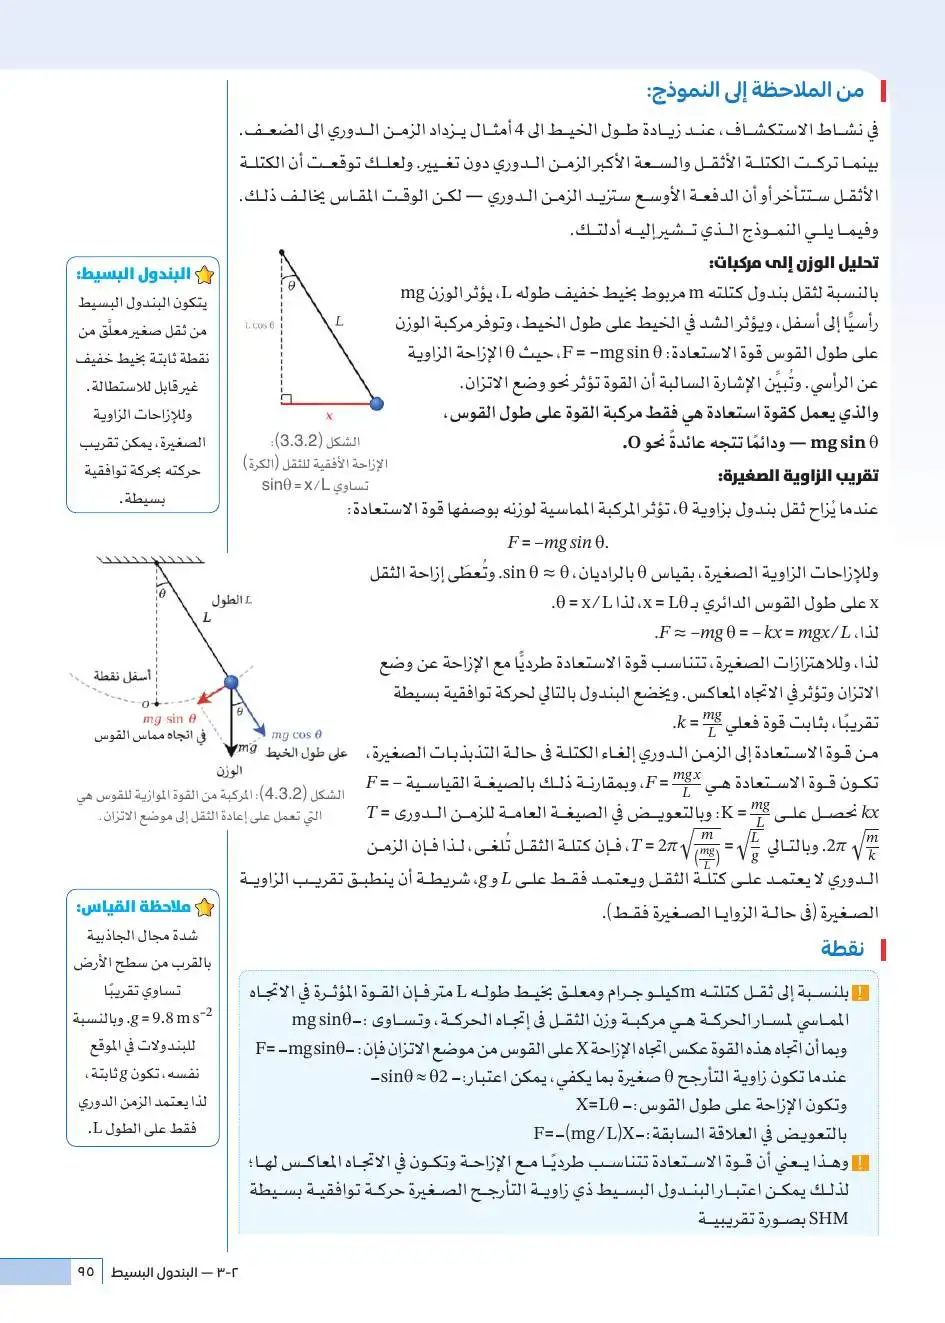 من الملاحظة إلى النموذج:
في نشاط الاستكشاف، عند زيادة طول الخيط الى 4 أمثال يزداد الزمن الدوري الى الضعف.
بينما تركت الكتلة الأثقل والسعة الأكبر الزمن الدوري دون تغيير. ولعلك توقعت أن الكتلة
الأثقل ستتأخر أو أن الدفعة الأوسع ستزيد الزمن الدوري — لكن الوقت المقاس يخالف ذلك.
وفيما يلي النموذج الذي تشير إليه أدلتك.
تحليل الوزن إلى مركبات:
بالنسبة لثقل بندول كتلته m مربوط بخيط خفيف طوله L، يؤثر الوزن mg
رأسيًّا إلى أسفل، ويؤثر الشد في الخيط على طول الخيط، وتوفر مركبة الوزن
على طول القوس قوة الاستعادة: F = −mg sin θ، حيث θ الإزاحة الزاوية
عن الرأسي. وتُبيِّن الإشارة السالبة أن القوة تؤثر نحو وضع الاتزان.
والذي يعمل كقوة استعادة هي فقط مركبة القوة على طول القوس،
mg sin θ — ودائمًا تتجه عائدةً نحو O.
θ
L cos θ
L
x
الشكل (3.3.2):
الإزاحة الأفقية للثقل (الكرة)
تساوي sinθ = x/L
تقريب الزاوية الصغيرة:
عندما يُزاح ثقل بندول بزاوية θ، تؤثر المركبة المماسية لوزنه بوصفها قوة الاستعادة:
F = −mg sin θ.
وللإزاحات الزاوية الصغيرة، بقياس θ بالراديان، sin θ ≈ θ. وتُعطَى إزاحة الثقل
x على طول القوس الدائري بـ x = Lθ، لذا θ = x/L.
لذا، F ≈ −mg θ = − kx = mgx/L.
لذا، وللاهتزازات الصغيرة، تتناسب قوة الاستعادة طرديًّا مع الإزاحة عن وضع
الاتزان وتؤثر في الاتجاه المعاكس. ويخضع البندول بالتالي لحركة توافقية بسيطة
تقريبًا، بثابت قوة فعلي k = mg/L.
من قوة الاستعادة إلى الزمن الدوري إلغاء الكتلة فى حالة التذبذبات الصغيرة،
تكون قوة الاستعادة هي F = mgx/L، وبمقارنة ذلك بالصيغة القياسية F = −
kx نحصل على K = mg/L: وبالتعويض في الصيغة العامة للزمن الدورى T =
2π √(m/k). وبالتالي T = 2π √(m/(mg/L)) = √(L/g)، فإن كتلة الثقل تُلغى، لذا فإن الزمن
الدوري لا يعتمد على كتلة الثقل ويعتمد فقط على L و g، شريطة أن ينطبق تقريب الزاوية
الصغيرة (فى حالة الزوايا الصغيرة فقط).
نقطة
! بلنسبة إلى ثقل كتلته m كيلو جرام ومعلق بخيط طوله L متر فإن القوة المؤثرة في الاتجاه
المماسي لمسار الحركة هي مركبة وزن الثقل فى إتجاه الحركة، وتساوى :− mg sinθ
وبما أن اتجاه هذه القوة عكس اتجاه الإزاحة X على القوس من موضع الاتزان فإن: −F= −mgsinθ
عندما تكون زاوية التأرجح θ صغيرة بما يكفي، يمكن اعتبار: − sinθ ≈ θ2−
وتكون الإزاحة على طول القوس: − X=Lθ
بالتعويض في العلاقة السابقة: −F=−(mg/L)X
! وهذا يعني أن قوة الاستعادة تتناسب طرديًا مع الإزاحة وتكون في الاتجاه المعاكس لها؛
لذلك يمكن اعتبار البندول البسيط ذي زاوية التأرجح الصغيرة حركة توافقية بسيطة
SHM بصورة تقريبية
البندول البسيط:
يتكون البندول البسيط
من ثقل صغير معلَّق من
نقطة ثابتة بخيط خفيف
غير قابل للاستطالة.
وللإزاحات الزاوية
الصغيرة، يمكن تقريب
حركته بحركة توافقية
بسيطة.
θ
الطول L
L
أسفل نقطة
O
θ
mg sin θ
في اتجاه مماس القوس
mg cos θ
على طول الخيط
mg
الوزن
الشكل (4.3.2): المركبة من القوة الموازية للقوس هي
التي تعمل على إعادة الثقل إلى موضع الاتزان.
ملاحظة القياس:
شدة مجال الجاذبية
بالقرب من سطح الأرض
تساوي تقريبًا
g = 9.8 m s⁻². وبالنسبة
للبندولات في الموقع
نفسه، تكون g ثابتة،
لذا يعتمد الزمن الدوري
فقط على الطول L.
٢-٣ — البندول البسيط ٩٥